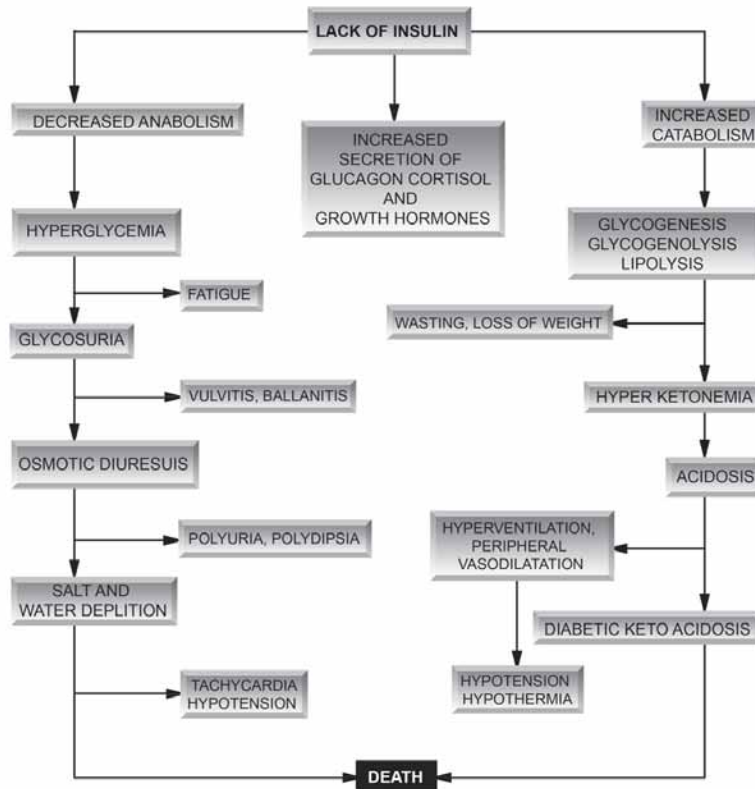 LACK OF INSULIN
DECREASED ANABOLISM
INCREASED
SECRETION OF
GLUCAGON CORTISOL
AND
GROWTH HORMONES
INCREASED
CATABOLISM
HYPERGLYCEMIA
GLYCOGENESIS
GLYCOGENOLYSIS
LIPOLYSIS
FATIGUE
WASTING, LOSS OF WEIGHT
GLYCOSURIA
VULVITIS, BALLANITIS
HYPER KETONEMIA
OSMOTIC DIURESUIS
ACIDOSIS
POLYURIA, POLYDIPSIA
HYPERVENTILATION,
PERIPHERAL
VASODILATATION
SALT AND
WATER DEPLITION
DIABETIC KETO ACIDOSIS
TACHYCARDIA
HYPOTENSION
HYPOTENSION
HYPOTHERMIA
DEATH